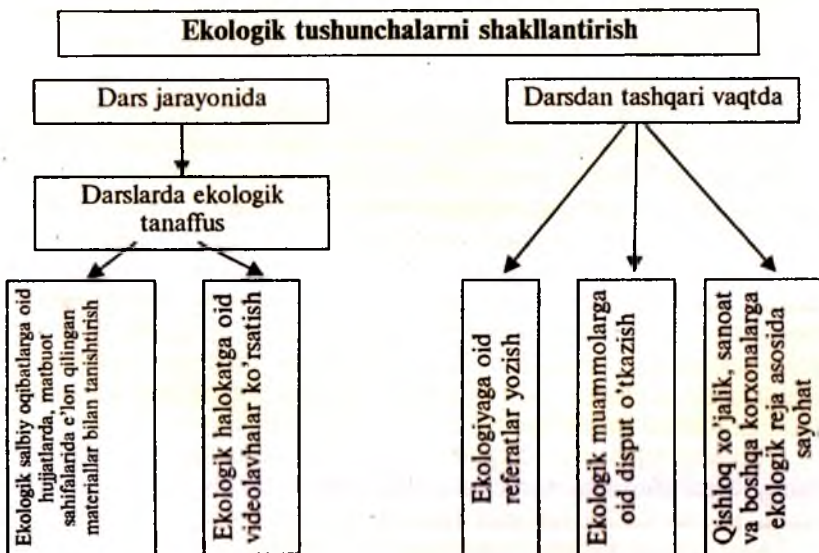 Ekologik tushunchalarni shakllantirish
Dars jarayonida
Darsdan tashqari vaqtda
Darslarda ekologik
tanaffus
Ekologik salbiy oqibatlarga oid
hujjatlarda, matbuot
sahifalarida e'lon qilingan
materiallar bilan tanishtirish
Ekologik halokatga oid
videolavhalar ko'rsatish
Ekologiyaga oid
referatlar yozish
Ekologik muammolarga
oid disput o'tkazish
Qishloq xo'jalik, sanoat
va boshqa korxonalarga
ekologik reja asosida
sayohat